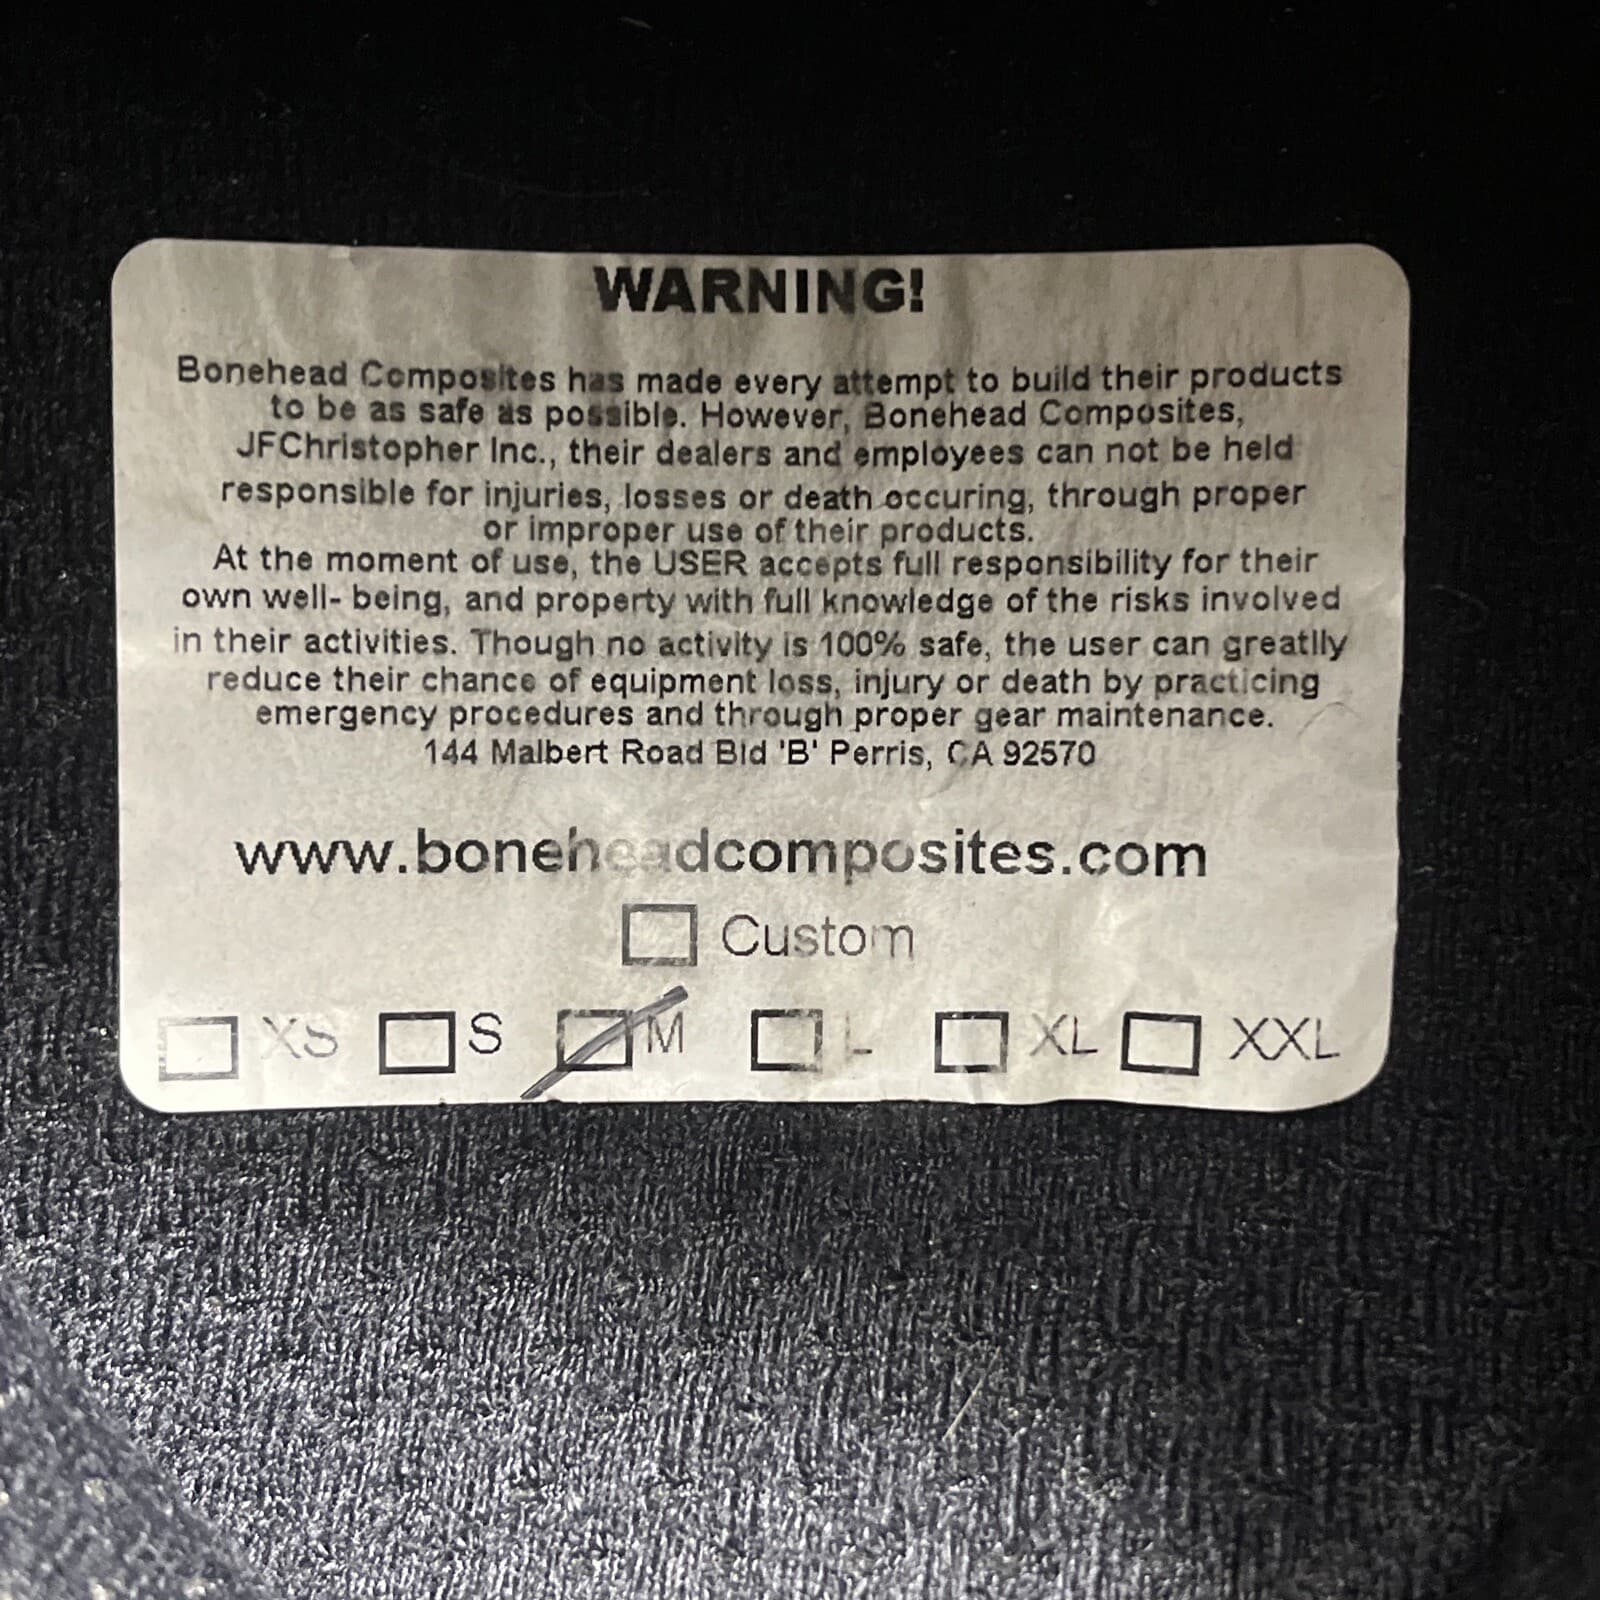 WARNING!
Bonehead Composites has made every attempt to build their products
to be as safe as possible. However, Bonehead Composites,
JFChristopher Inc., their dealers and employees can not be held
responsible for injuries, losses or death occuring, through proper
or improper use of their products.
At the moment of use, the USER accepts full responsibility for their
own well- being, and property with full knowledge of the risks involved
in their activities. Though no activity is 100% safe, the user can greatlly
reduce their chance of equipment loss, injury or death by practicing
emergency procedures and through proper gear maintenance.
144 Malbert Road Bld 'B' Perris, CA 92570
www.boneheadcomposites.com
Custom
XS S M L XL XXL